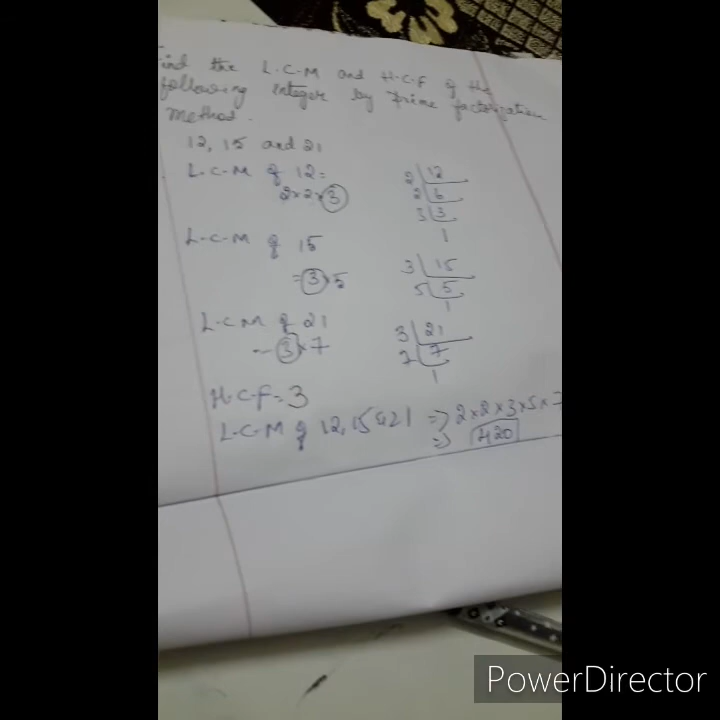 ind the L.C.M and H.C.F of the
following integer by prime factorization
method.
12, 15 and 21
L.C.M of 12=
2×2×3
2 12
2 6
3 3
1
L.C.M of 15
=3×5
3 15
5 5
1
L.C.M of 21
=3×7
3 21
7 7
1
H.C.F=3
L.C.M of 12,15&21 => 2×2×3×5×7
=> 420
PowerDirector